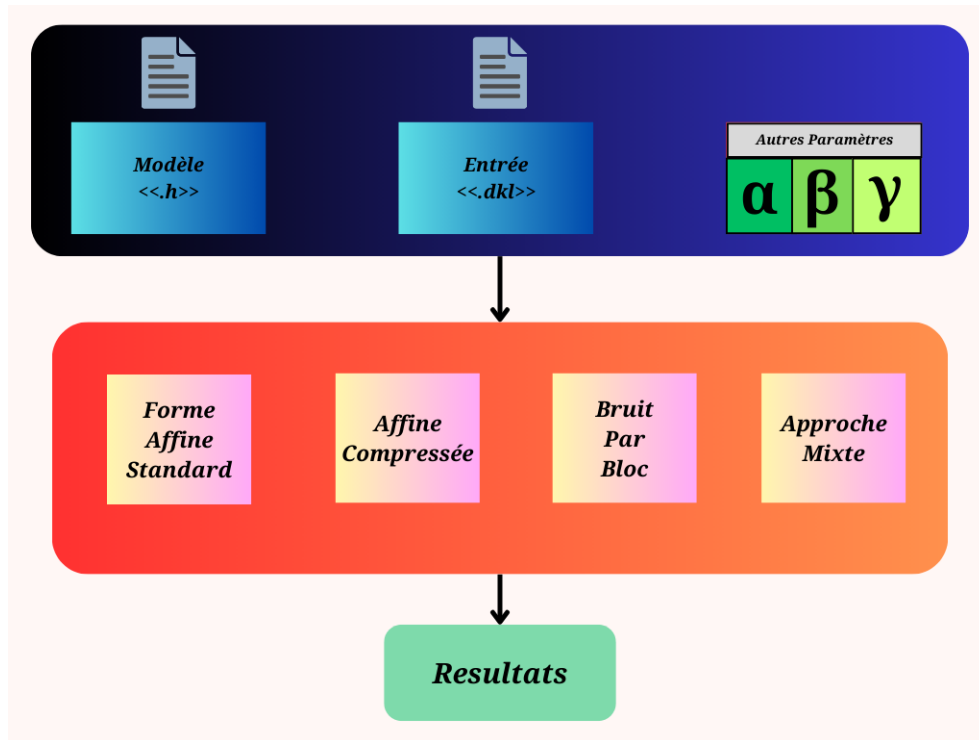 Modèle
<<.h>>
Entrée
<<.dkl>>
Autres Paramètres
α β γ
Forme
Affine
Standard
Affine
Compressée
Bruit
Par
Bloc
Approche
Mixte
Resultats